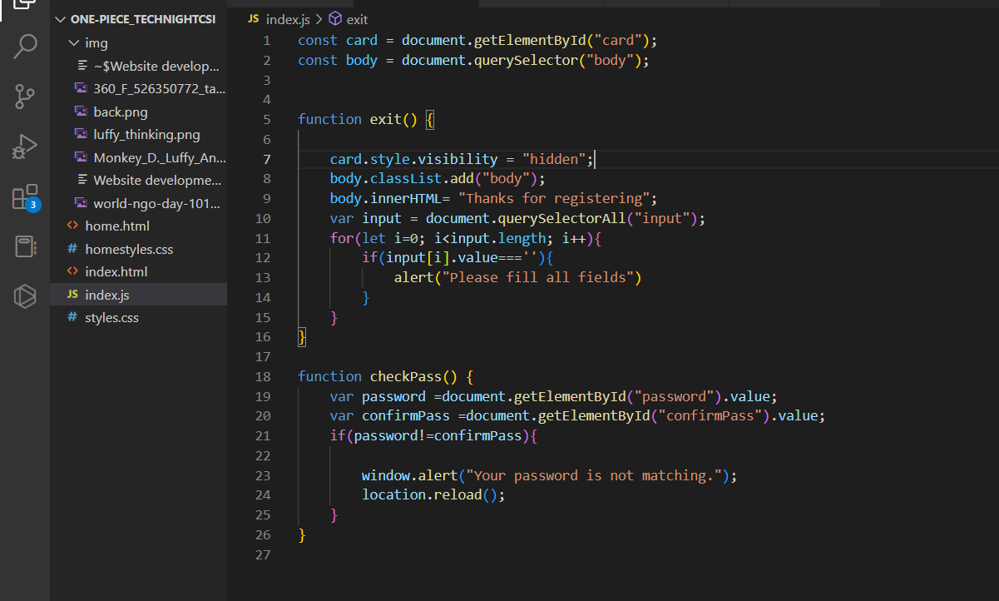 ONE-PIECE_TECHNIGHTCSI
img
~$Website develop...
360_F_526350772_ta...
back.png
luffy_thinking.png
Monkey_D._Luffy_An...
Website developme...
world-ngo-day-101...
<> home.html
# homestyles.css
<> index.html
JS index.js
# styles.css
3
JS index.js > exit
1 const card = document.getElementById("card");
2 const body = document.querySelector("body");
3
4
5 function exit() {
6
7 card.style.visibility = "hidden";
8 body.classList.add("body");
9 body.innerHTML= "Thanks for registering";
10 var input = document.querySelectorAll("input");
11 for(let i=0; i<input.length; i++){
12 if(input[i].value===''){
13 alert("Please fill all fields")
14 }
15 }
16 }
17
18 function checkPass() {
19 var password =document.getElementById("password").value;
20 var confirmPass =document.getElementById("confirmPass").value;
21 if(password!=confirmPass){
22
23 window.alert("Your password is not matching.");
24 location.reload();
25 }
26 }
27